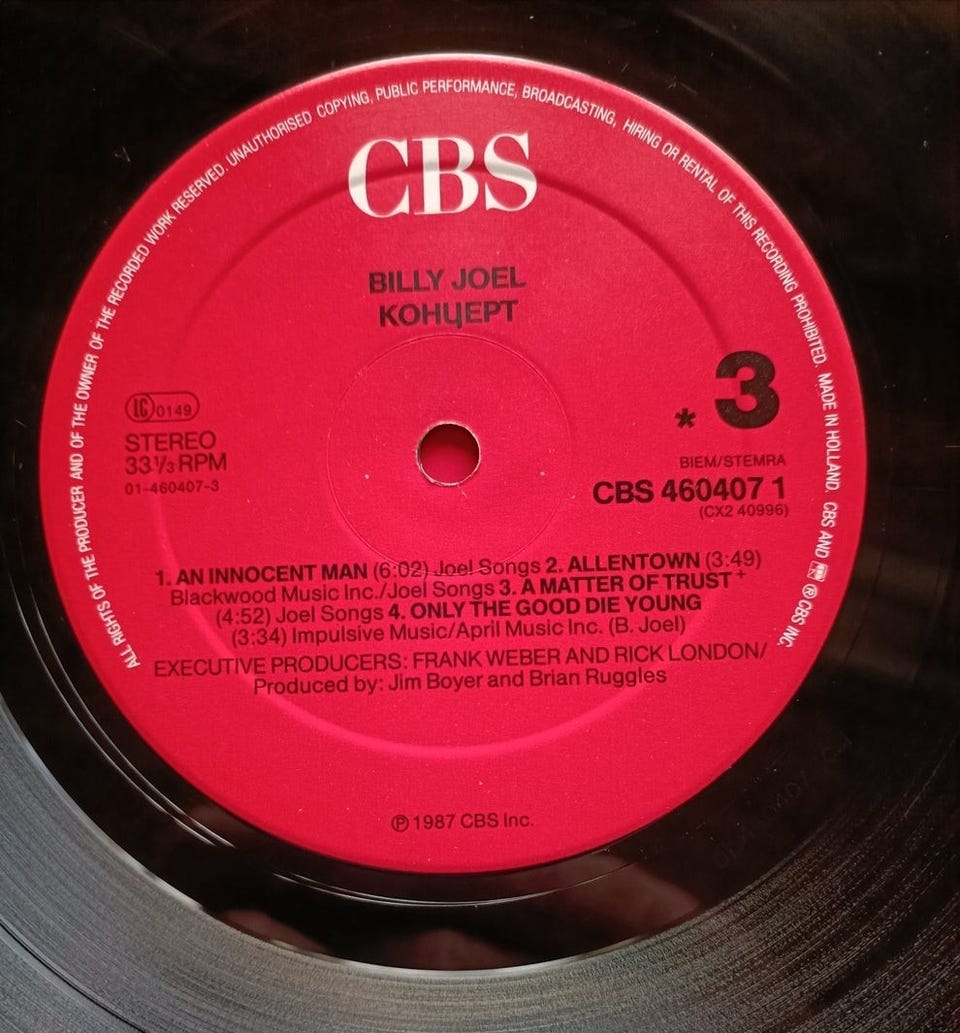 ALL RIGHTS OF THE PRODUCER AND OF THE OWNER OF THE RECORDED WORK RESERVED. UNAUTHORISED COPYING, PUBLIC PERFORMANCE, BROADCASTING, HIRING OR RENTAL OF THIS RECORDING PROHIBITED. MADE IN HOLLAND. CBS AND ® CBS INC.
CBS
BILLY JOEL
КОНЦЕРТ
3
*
LC 0149
STEREO
33⅓ RPM
01-460407-3
BIEM/STEMRA
CBS 460407 1
(CX2 40996)
1. AN INNOCENT MAN (6:02) Joel Songs 2. ALLENTOWN (3:49)
Blackwood Music Inc./Joel Songs 3. A MATTER OF TRUST +
(4:52) Joel Songs 4. ONLY THE GOOD DIE YOUNG
(3:34) Impulsive Music/April Music Inc. (B. Joel)
EXECUTIVE PRODUCERS: FRANK WEBER AND RICK LONDON/
Produced by: Jim Boyer and Brian Ruggles
℗ 1987 CBS Inc.